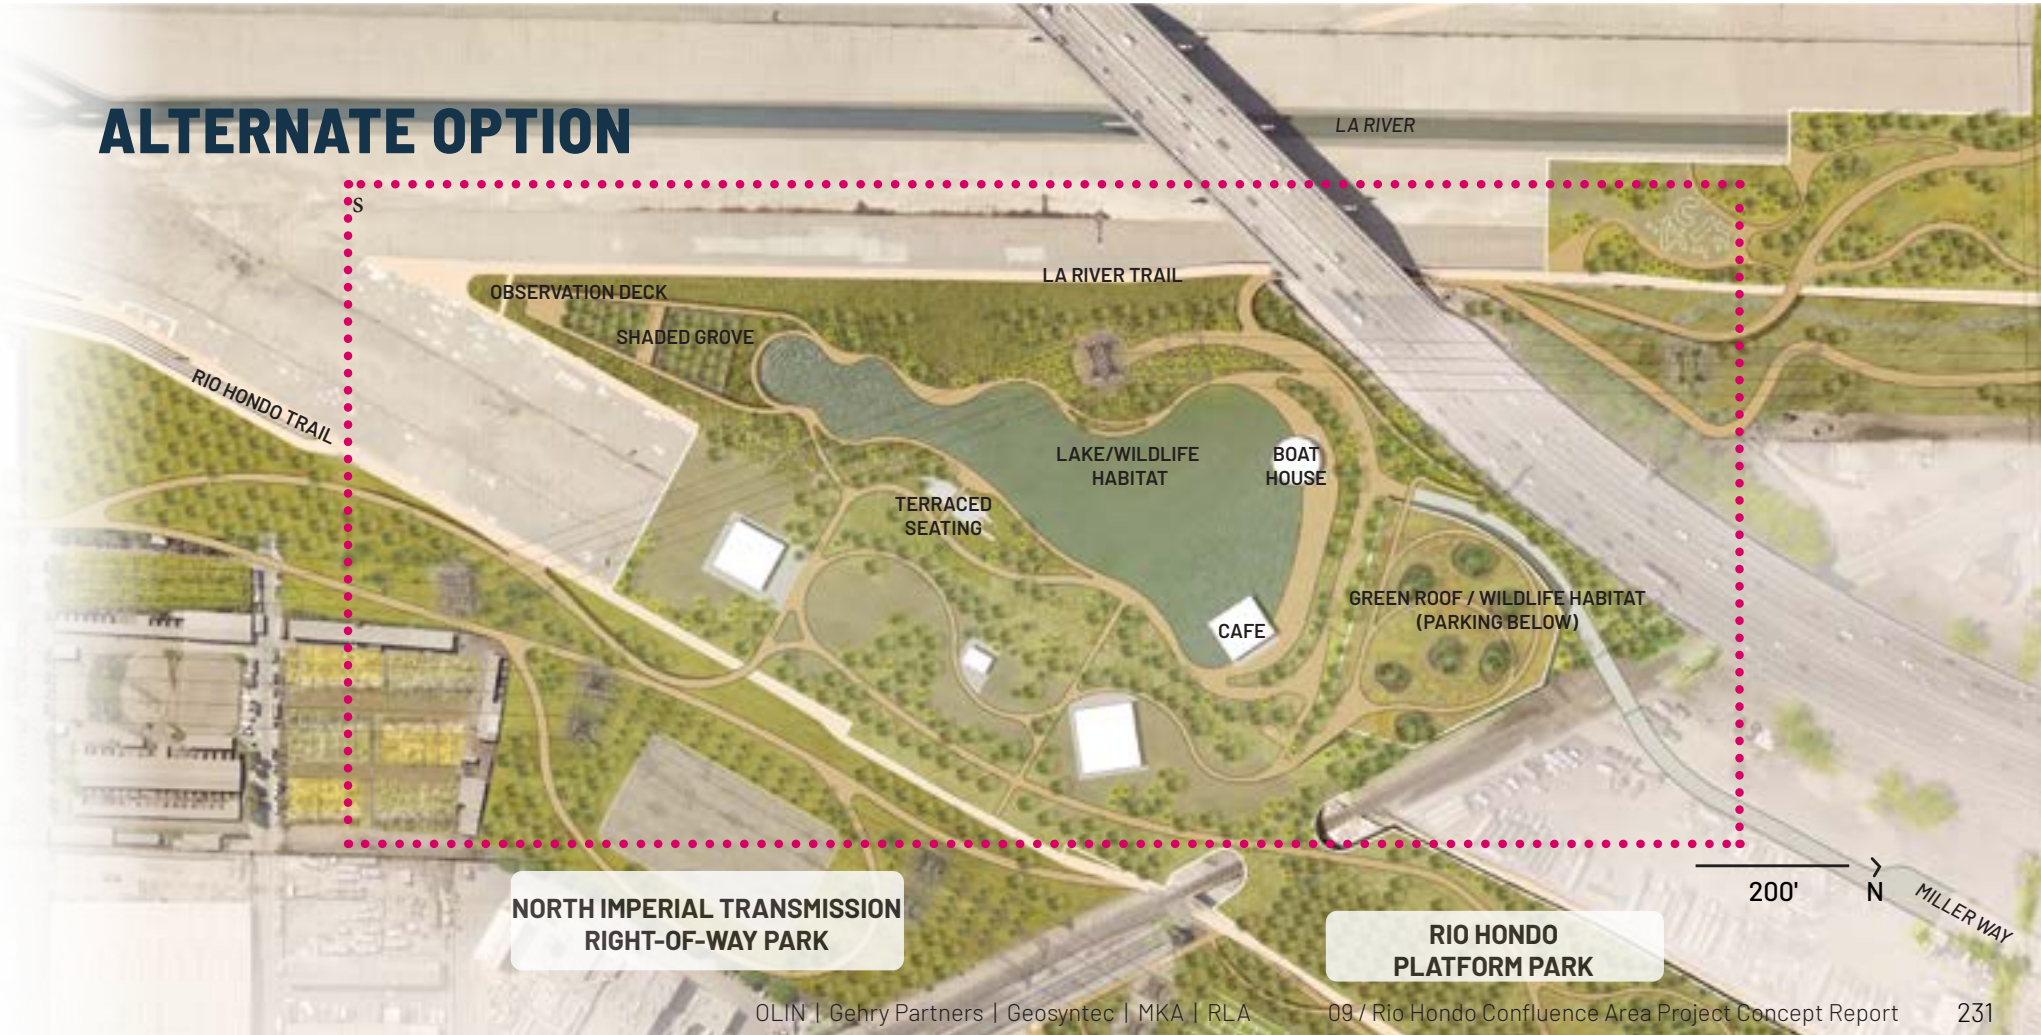 ALTERNATE OPTION
LA RIVER
S
LA RIVER TRAIL
OBSERVATION DECK
SHADED GROVE
RIO HONDO TRAIL
LAKE/WILDLIFE
HABITAT
BOAT
HOUSE
TERRACED
SEATING
GREEN ROOF / WILDLIFE HABITAT
(PARKING BELOW)
CAFE
200'
N
MILLER WAY
NORTH IMPERIAL TRANSMISSION
RIGHT-OF-WAY PARK
RIO HONDO
PLATFORM PARK
OLIN | Gehry Partners | Geosyntec | MKA | RLA
09 / Rio Hondo Confluence Area Project Concept Report
231